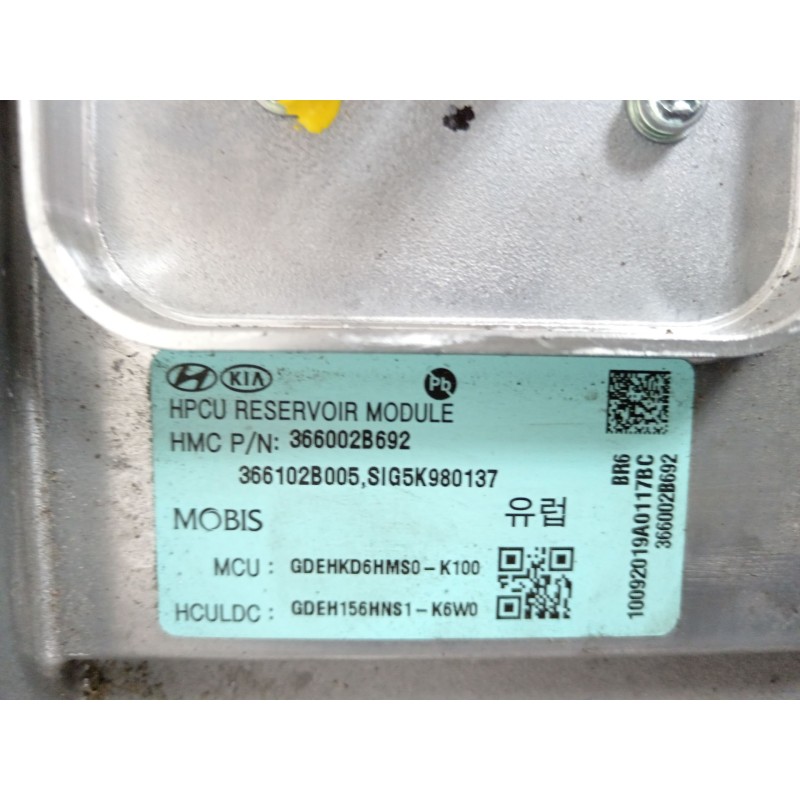 KIA
Pb
HPCU RESERVOIR MODULE
HMC P/N: 366002B692
366102B005,SIG5K980137
MOBIS
유럽
MCU : GDEHKD6HMS0-K100
HCULDC : GDEH156HNS1-K6W0
BR6
10092019A0117BC
366002B692